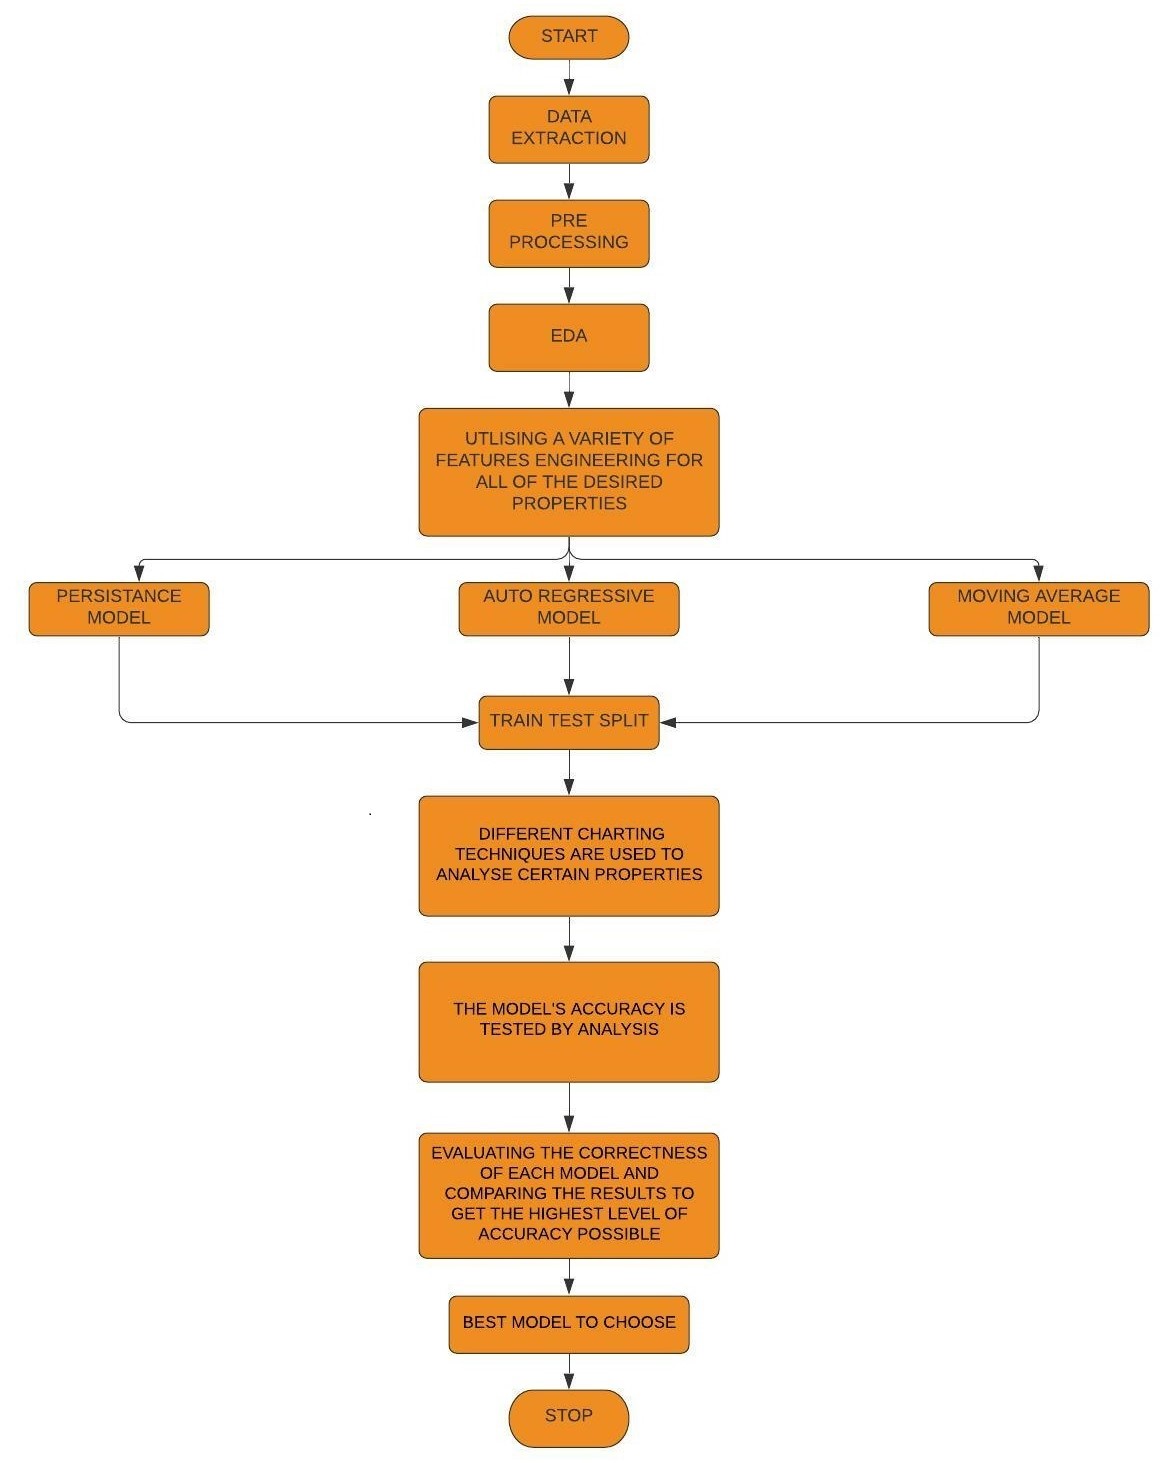 START
DATA
EXTRACTION
PRE
PROCESSING
EDA
UTLISING A VARIETY OF
FEATURES ENGINEERING FOR
ALL OF THE DESIRED
PROPERTIES
PERSISTANCE
MODEL
AUTO REGRESSIVE
MODEL
MOVING AVERAGE
MODEL
TRAIN TEST SPLIT
DIFFERENT CHARTING
TECHNIQUES ARE USED TO
ANALYSE CERTAIN PROPERTIES
THE MODEL'S ACCURACY IS
TESTED BY ANALYSIS
EVALUATING THE CORRECTNESS
OF EACH MODEL AND
COMPARING THE RESULTS TO
GET THE HIGHEST LEVEL OF
ACCURACY POSSIBLE
BEST MODEL TO CHOOSE
STOP